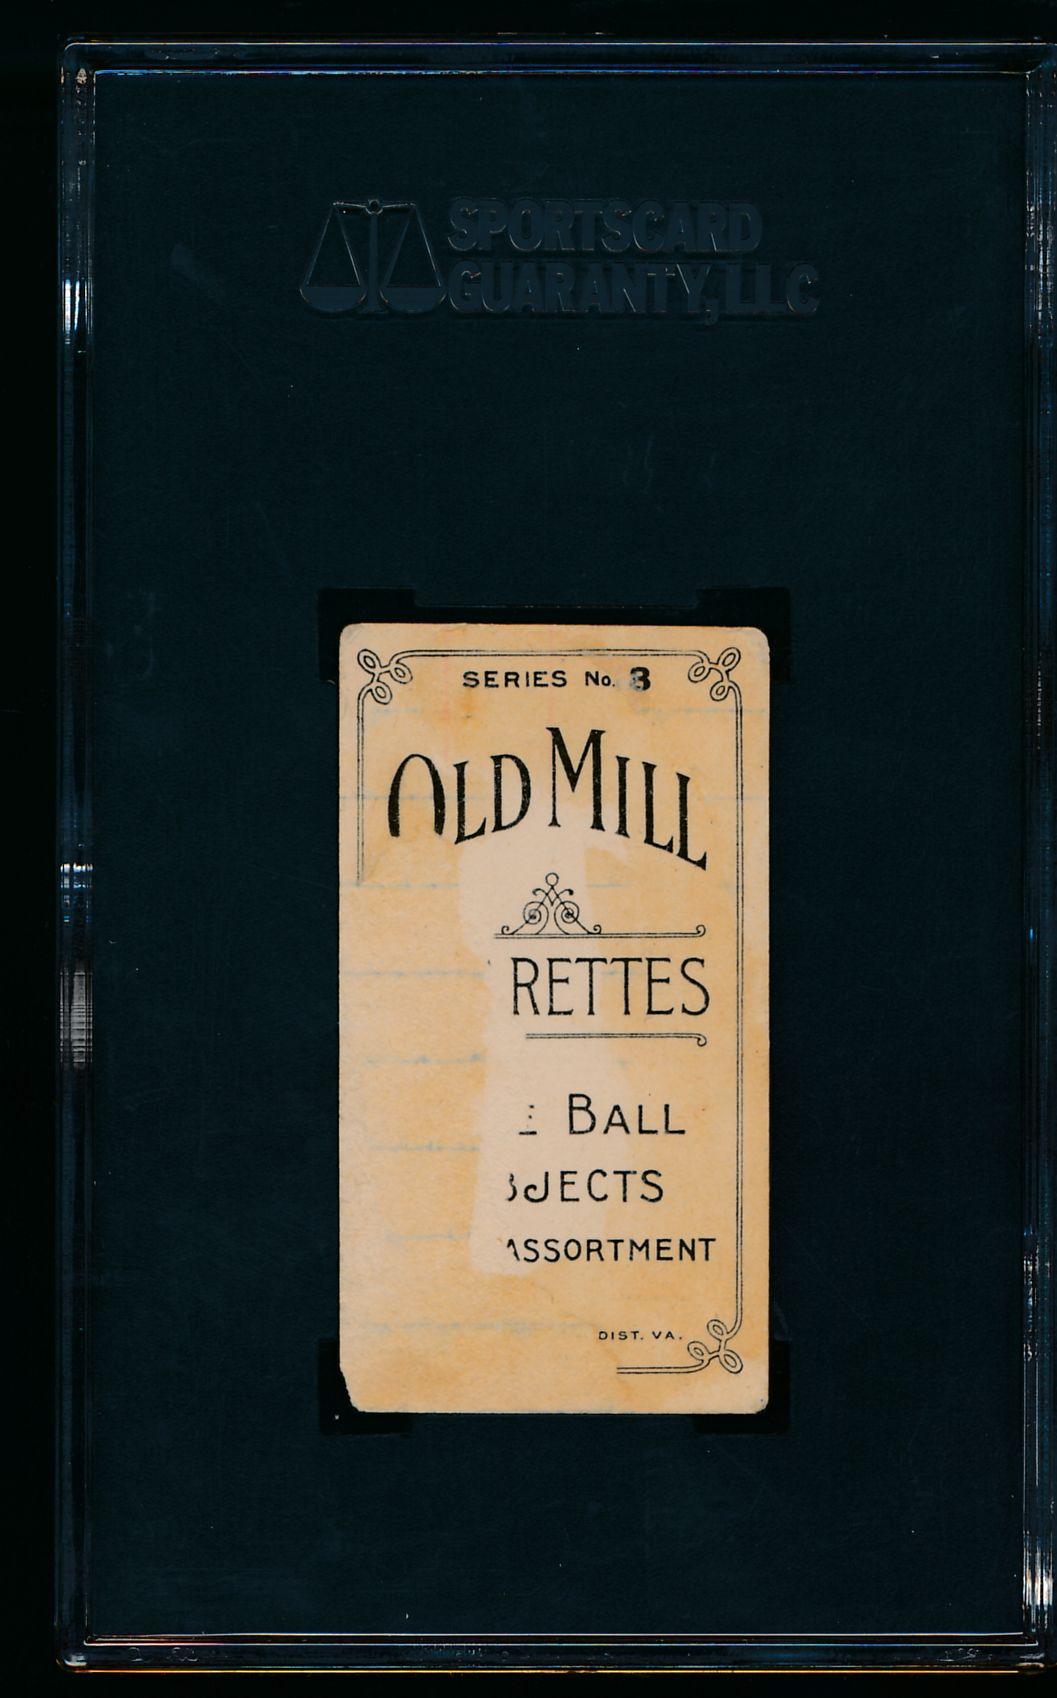 SPORTSCARD
GUARANTY, LLC
SERIES No. 3
OLD MILL
RETTES
BALL
JECTS
ASSORTMENT
DIST. VA.